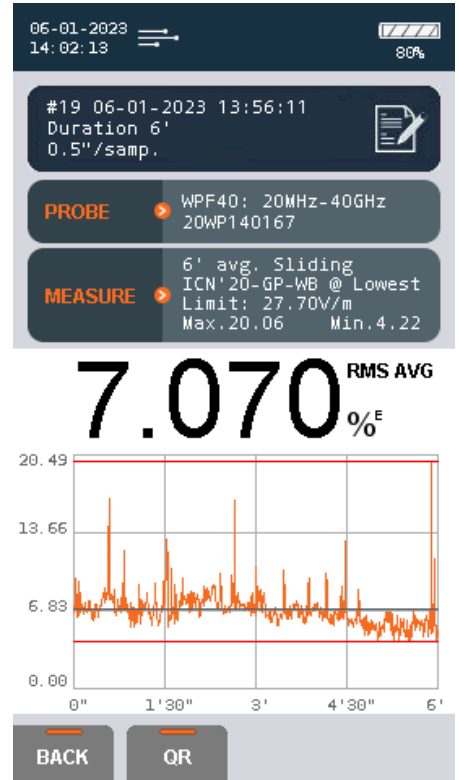 06-01-2023
14:02:13
80%
#19 06-01-2023 13:56:11
Duration 6'
0.5"/samp.
PROBE
WPF40: 20MHz-40GHz
20WP140167
MEASURE
6' avg. Sliding
ICN'20-GP-WB @ Lowest
Limit: 27.70V/m
Max.20.06 Min.4.22
7.070 RMS AVG
%E
20.49
13.66
6.83
0.00
0" 1'30" 3' 4'30" 6'
BACK QR